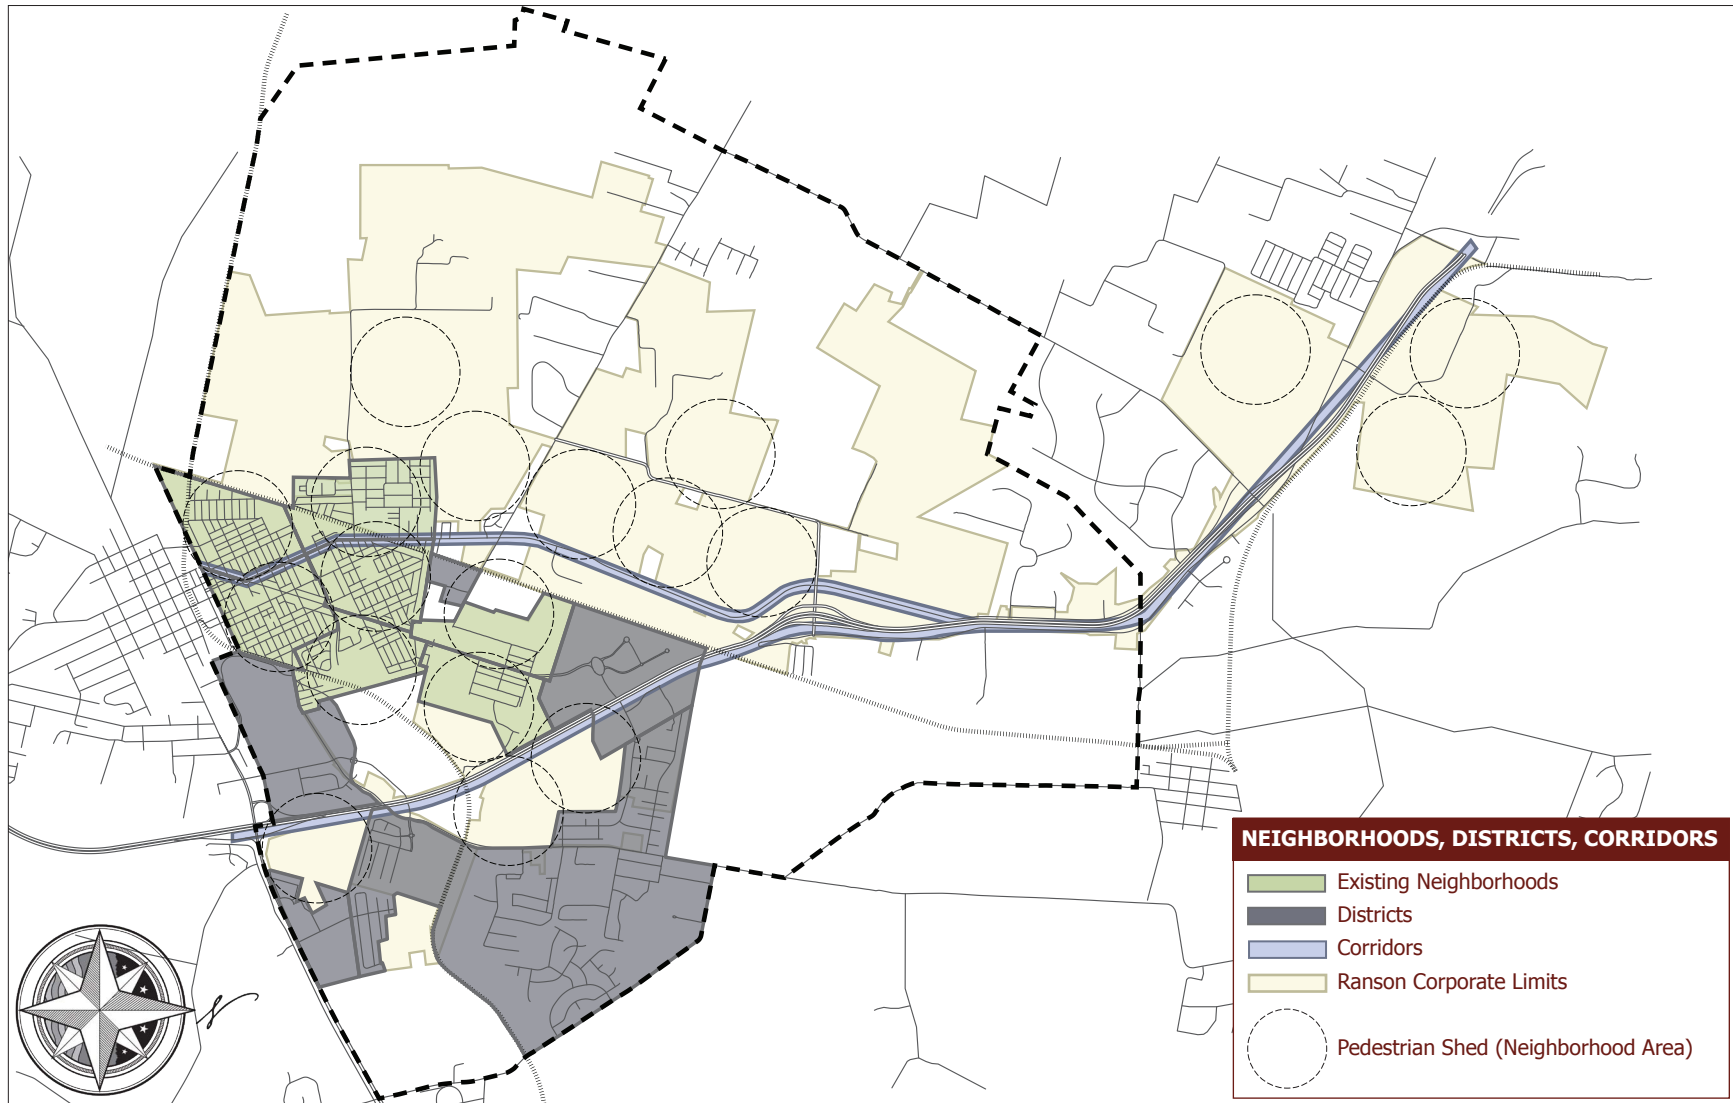 NEIGHBORHOODS, DISTRICTS, CORRIDORS
Existing Neighborhoods
Districts
Corridors
Ranson Corporate Limits
Pedestrian Shed (Neighborhood Area)